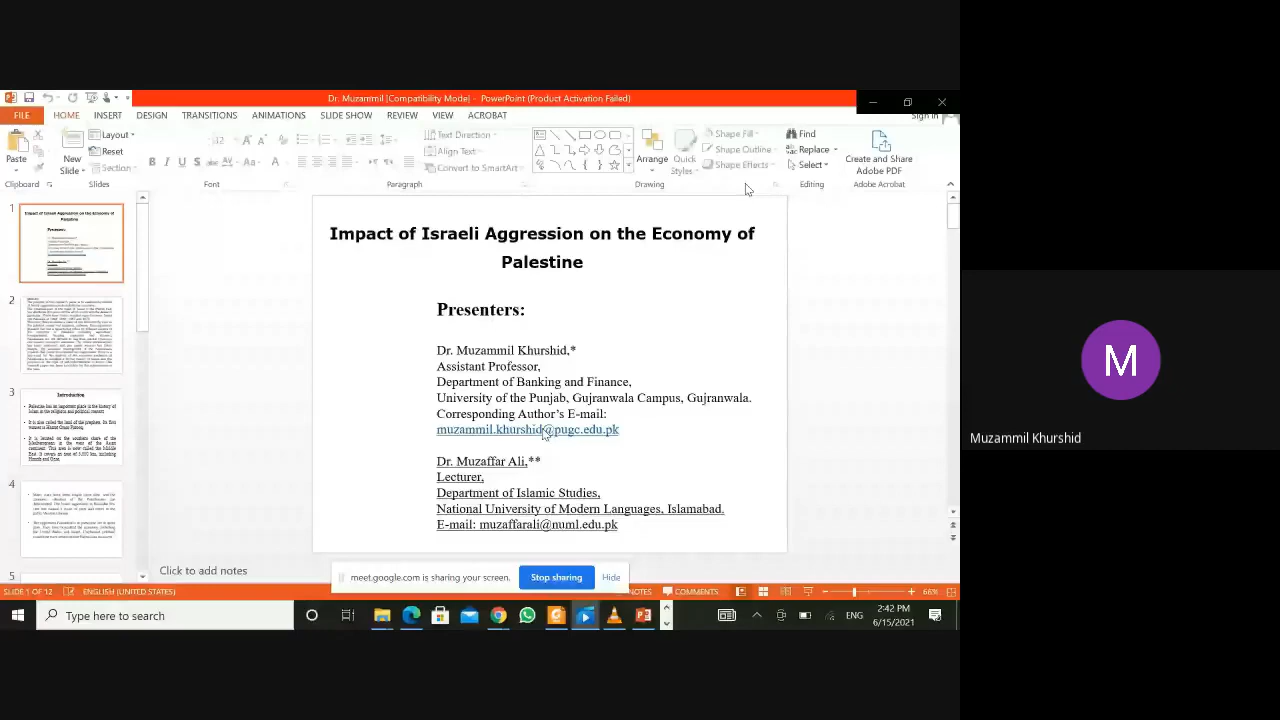 Dr. Muzammil [Compatibility Mode] - PowerPoint (Product Activation Failed)
FILE HOME INSERT DESIGN TRANSITIONS ANIMATIONS SLIDE SHOW REVIEW VIEW ACROBAT Sign in
Paste
New Slide
Layout
Reset
Section
Text Direction
Align Text
Convert to SmartArt
Arrange
Quick Styles
Shape Fill
Shape Outline
Shape Effects
Find
Replace
Select
Create and Share Adobe PDF
Clipboard Slides Font Paragraph Drawing Editing Adobe Acrobat
1
2
3
Introduction
4
5
Impact of Israeli Aggression on the Economy of
Palestine
Presenters:
Dr. Muzammil Khurshid,*
Assistant Professor,
Department of Banking and Finance,
University of the Punjab, Gujranwala Campus, Gujranwala.
Corresponding Author's E-mail:
muzammil.khurshid@pugc.edu.pk
Dr. Muzaffar Ali,**
Lecturer,
Department of Islamic Studies,
National University of Modern Languages, Islamabad.
E-mail: muzaffarali@numl.edu.pk
Click to add notes
meet.google.com is sharing your screen. Stop sharing Hide
SLIDE 1 OF 12 ENGLISH (UNITED STATES) NOTES COMMENTS 66%
Type here to search
ENG
2:42 PM
6/15/2021
M
Muzammil Khurshid